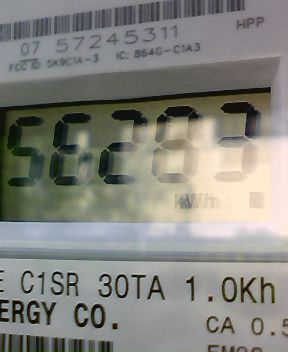 07 57245311 HPP
FCC ID: SK9C1A-3 IC: 864G-C1A3
56283
kWh
E C1SR 30TA 1.0Kh
ERGY CO.
CA 0.5